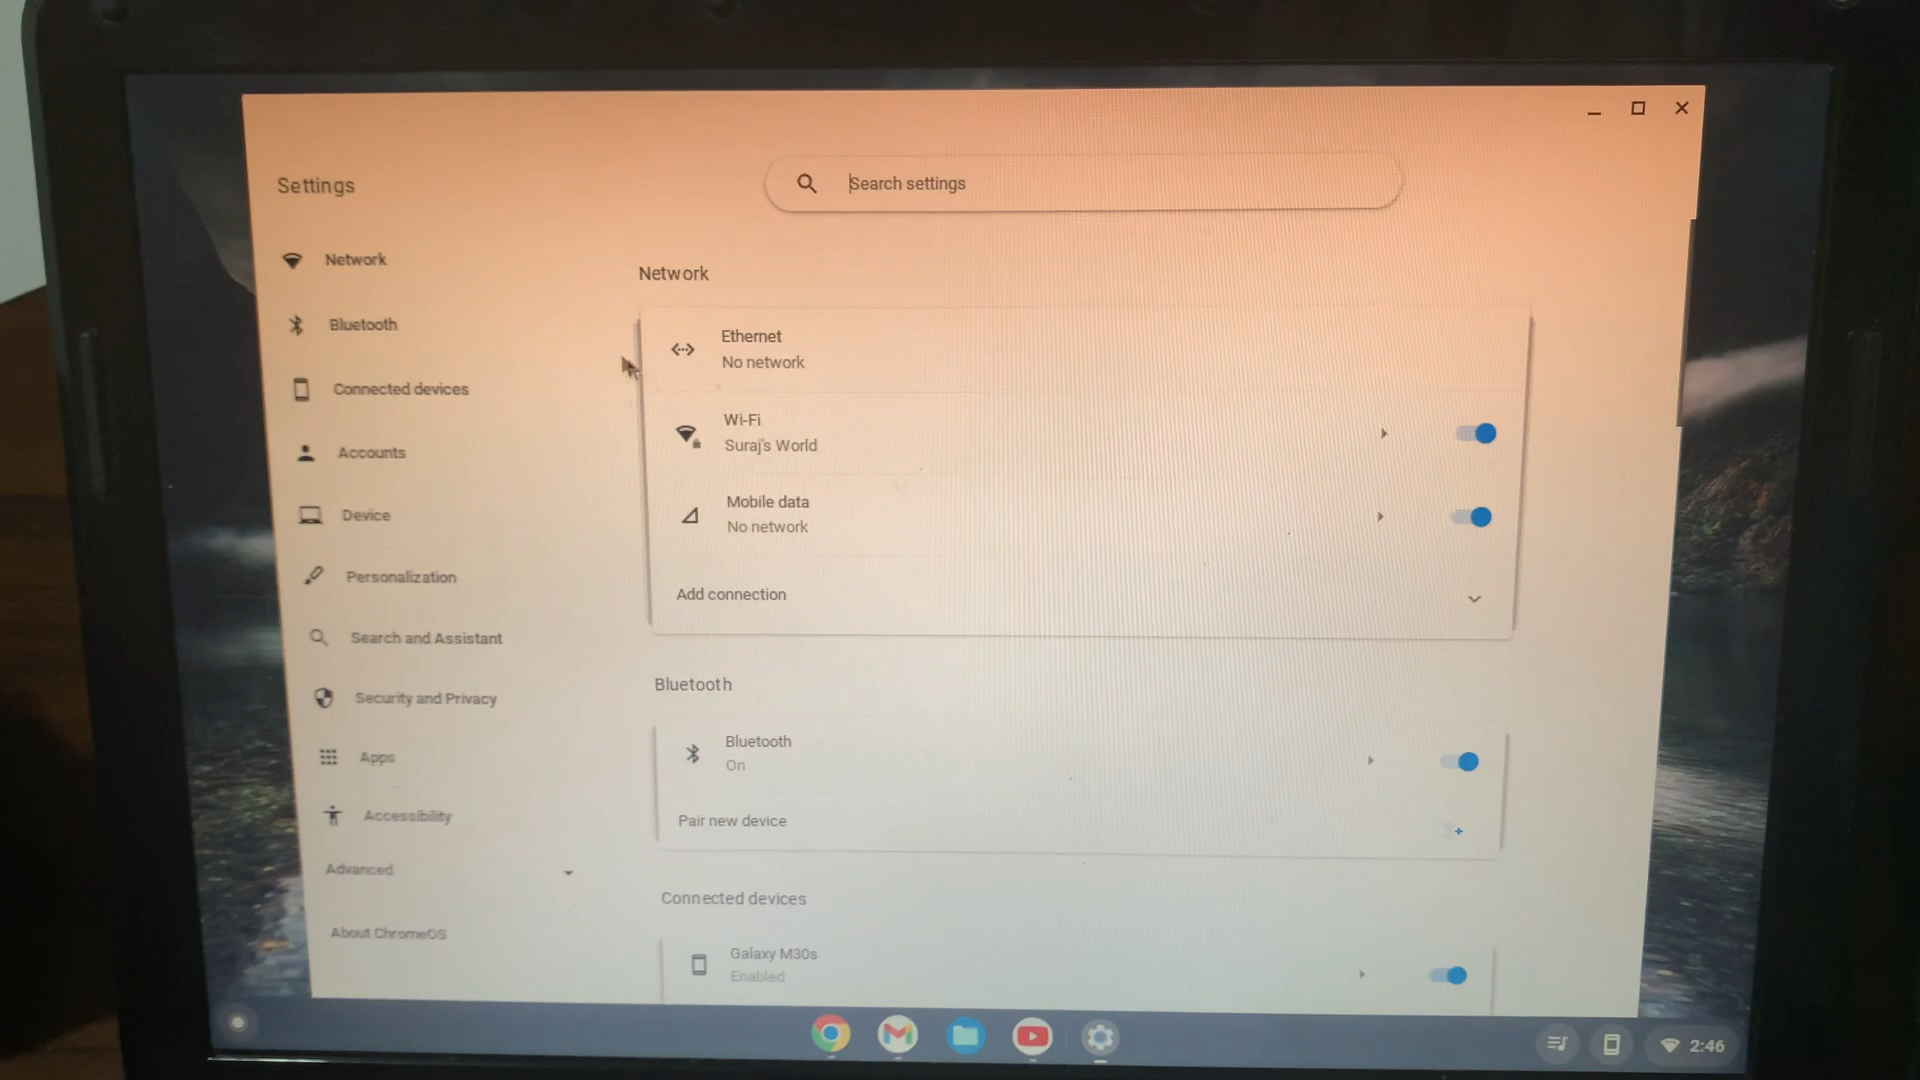 Settings
Search settings
Network
Bluetooth
Connected devices
Accounts
Device
Personalization
Search and Assistant
Security and Privacy
Apps
Accessibility
Advanced
About ChromeOS
Network
Ethernet
No network
Wi-Fi
Suraj's World
Mobile data
No network
Add connection
Bluetooth
Bluetooth
On
Pair new device
Connected devices
Galaxy M30s
Enabled
2:46